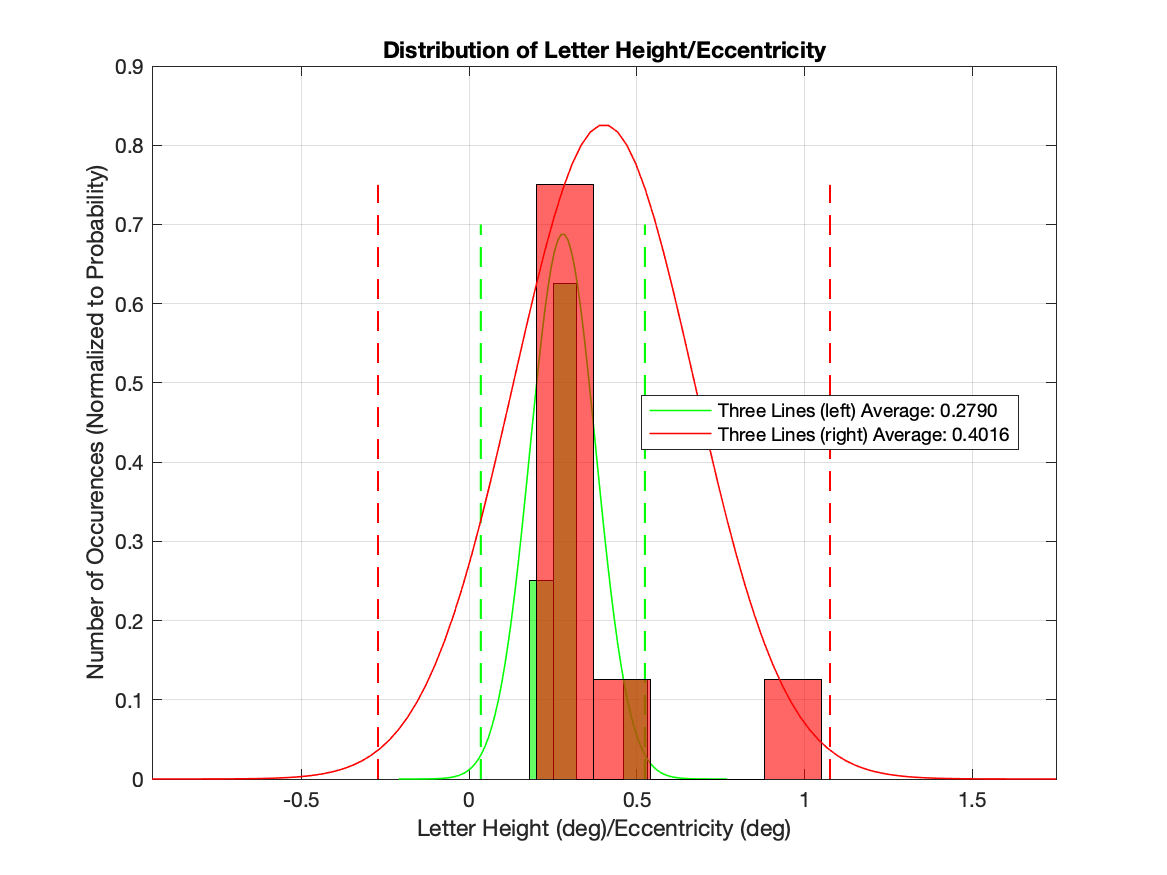 Distribution of Letter Height/Eccentricity
Number of Occurences (Normalized to Probability)
0.9
0.8
0.7
0.6
0.5
0.4
0.3
0.2
0.1
0
Three Lines (left) Average: 0.2790
Three Lines (right) Average: 0.4016
-0.5 0 0.5 1 1.5
Letter Height (deg)/Eccentricity (deg)